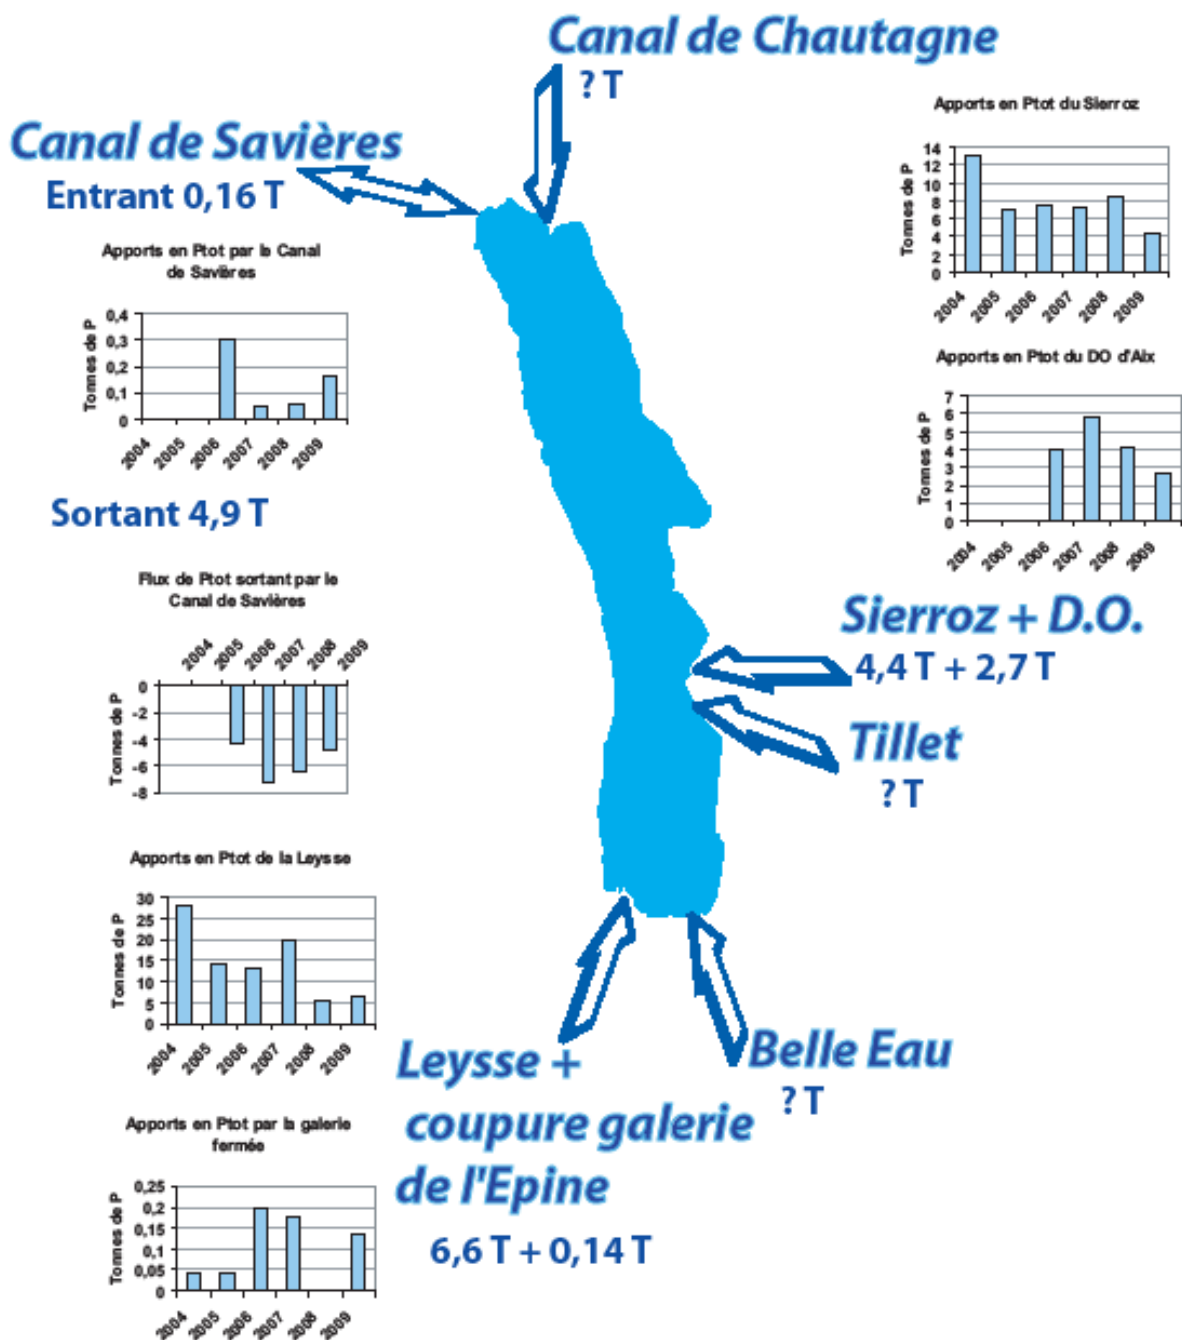 Canal de Chautagne
? T
Canal de Savières
Entrant 0,16 T
Apports en Ptot par le Canal
de Savières
Tonnes de P
0,4
0,3
0,2
0,1
0
2004
2005
2006
2007
2008
2009
Sortant 4,9 T
Flux de Ptot sortant par le
Canal de Savières
2004
2005
2006
2007
2008
2009
Tonnes de P
0
-2
-4
-6
-8
Apports en Ptot de la Leysse
Tonnes de P
30
25
20
15
10
5
0
2004
2005
2006
2007
2008
2009
Apports en Ptot par la galerie
fermée
Tonnes de P
0,25
0,2
0,15
0,1
0,05
0
2004
2005
2006
2007
2008
2009
Apports en Ptot du Sierroz
Tonnes de P
14
12
10
8
6
4
2
0
2004
2005
2006
2007
2008
2009
Apports en Ptot du DO d'Aix
Tonnes de P
7
6
5
4
3
2
1
0
2004
2005
2006
2007
2008
2009
Sierroz + D.O.
4,4 T + 2,7 T
Tillet
? T
Belle Eau
? T
Leysse +
coupure galerie
de l'Epine
6,6 T + 0,14 T